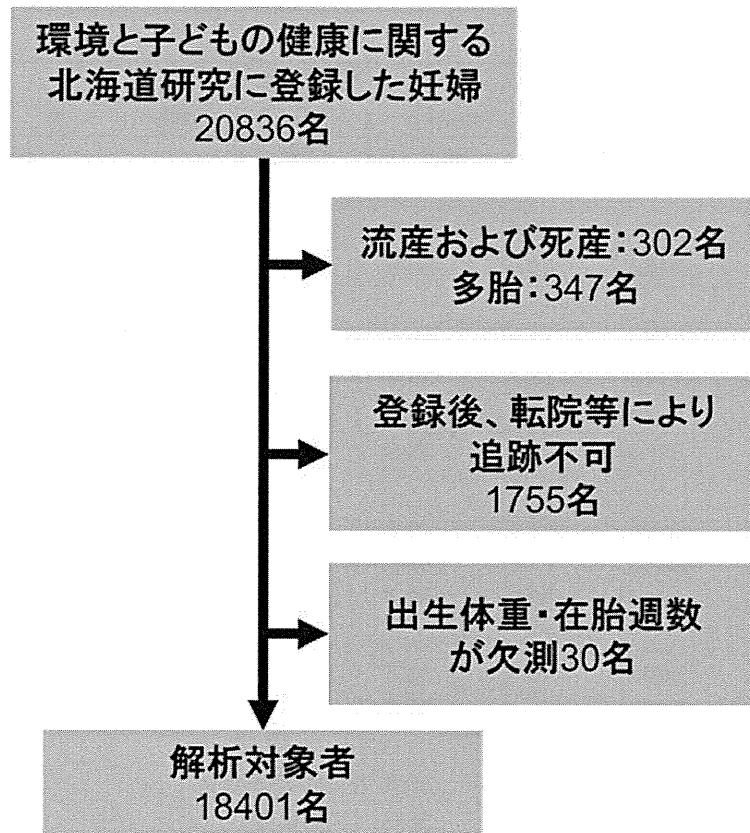 環境と子どもの健康に関する
北海道研究に登録した妊婦
20836名
流産および死産:302名
多胎:347名
登録後、転院等により
追跡不可
1755名
出生体重・在胎週数
が欠測30名
解析対象者
18401名